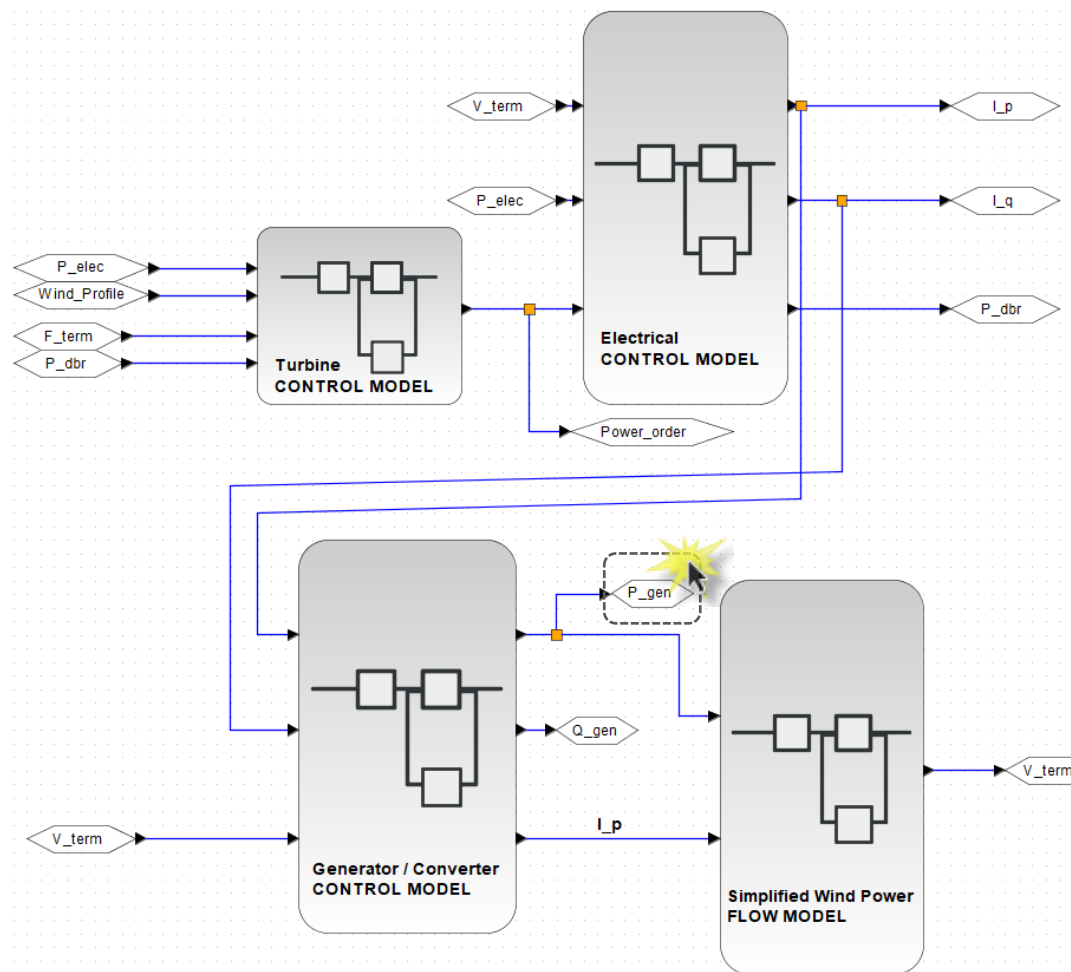 V_term
I_p
P_elec
I_q
P_elec
Wind_Profile
F_term
P_dbr
P_dbr
Electrical
CONTROL MODEL
Turbine
CONTROL MODEL
Power_order
P_gen
Q_gen
I_p
V_term
V_term
Generator / Converter
CONTROL MODEL
Simplified Wind Power
FLOW MODEL